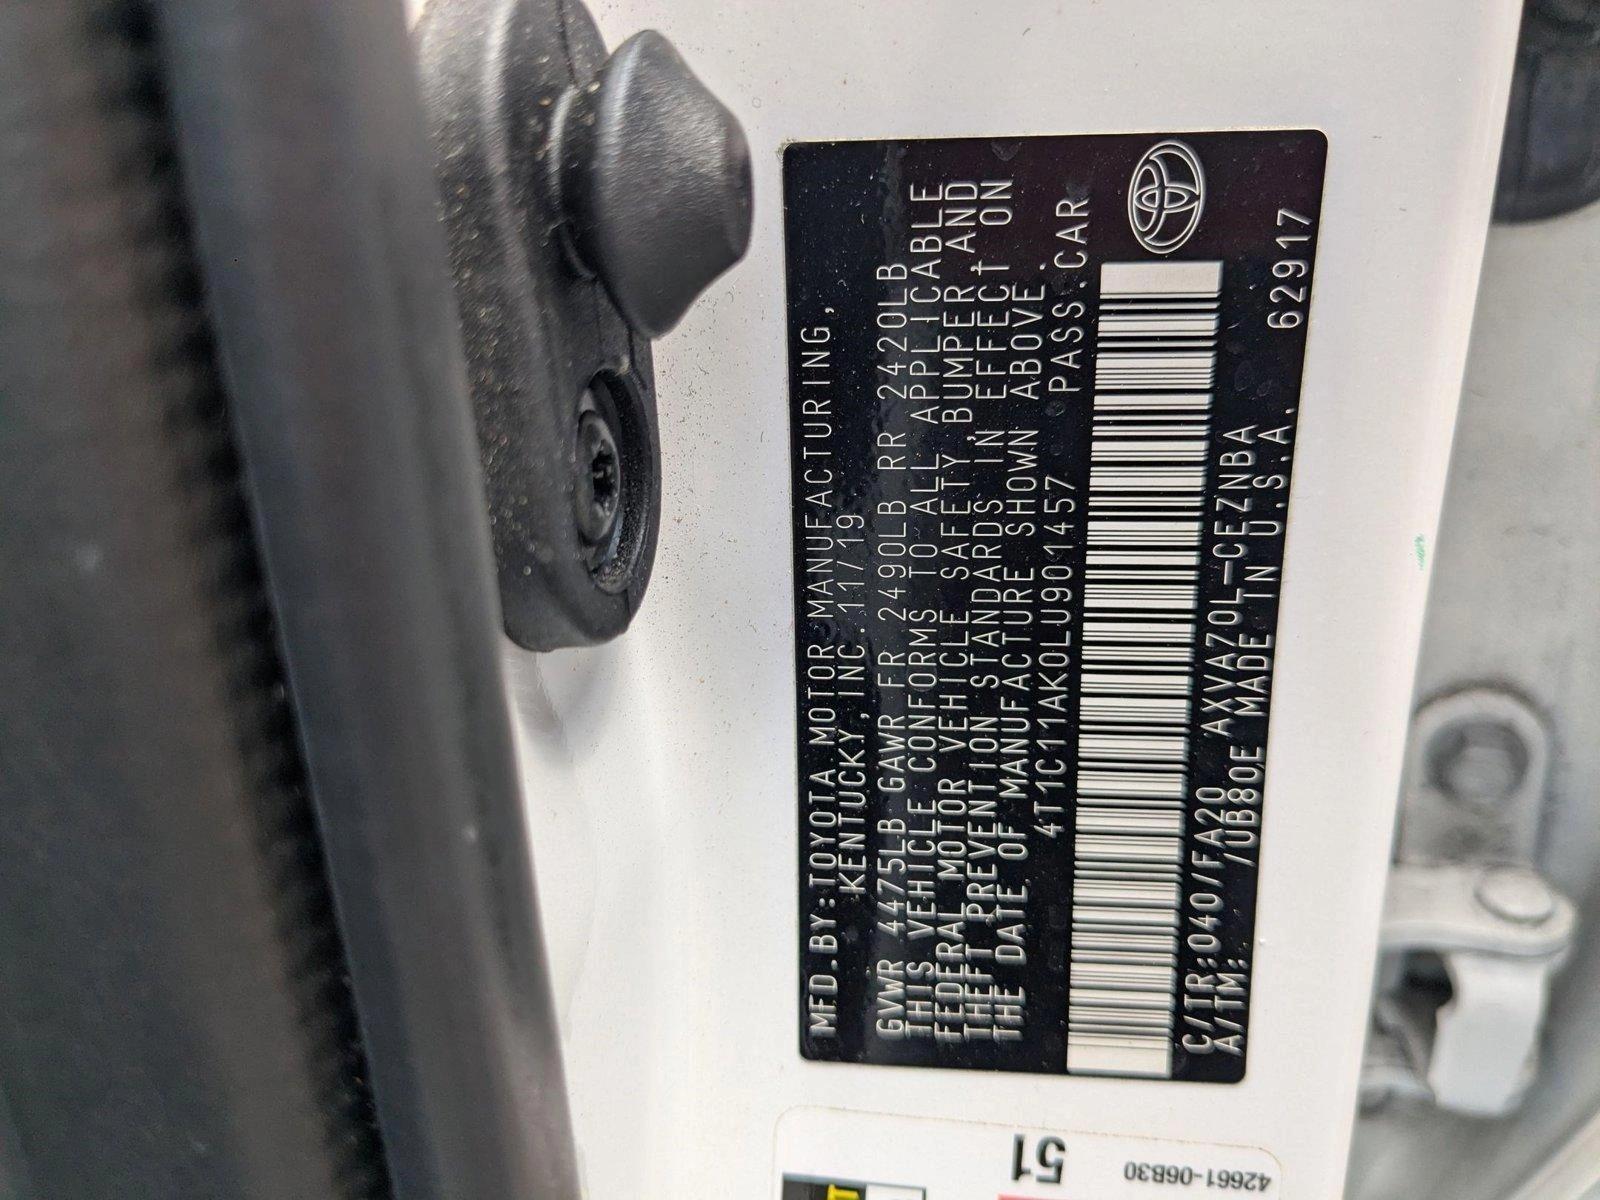 MFD.BY:TOYOTA MOTOR MANUFACTURING,
KENTUCKY,INC. 11/19
GVWR 4475LB GAWR FR 2490LB RR 2420LB
THIS VEHICLE CONFORMS TO ALL APPLICABLE
FEDERAL MOTOR VEHICLE SAFETY,BUMPER,AND
THEFT PREVENTION STANDARDS IN EFFECT ON
THE DATE OF MANUFACTURE SHOWN ABOVE.
4T1C11AK0LU901457 PASS.CAR
C/TR:040/FA20 AXVA70L-CEZNBA
A/TM: /UB80E MADE IN U.S.A. 62917
51
42661-06B30